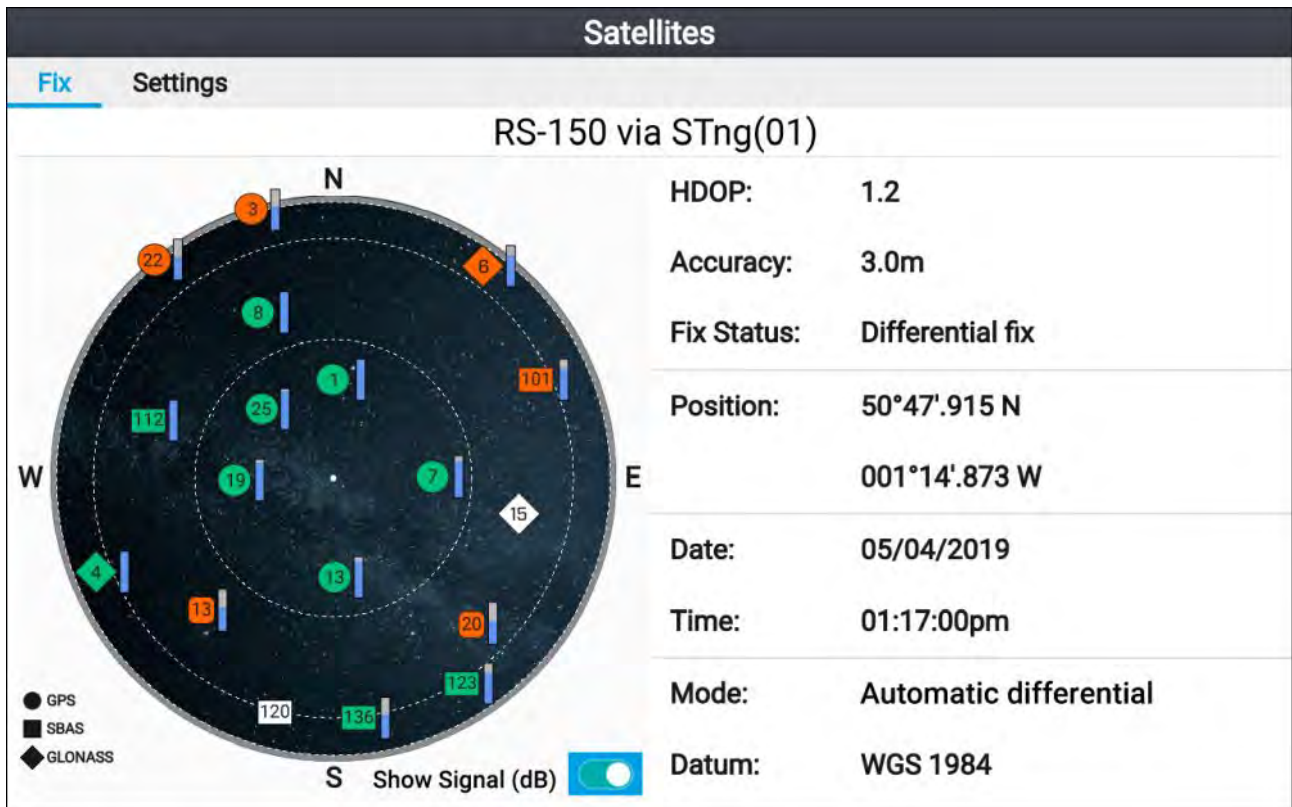 Satellites
Fix Settings
RS-150 via STng(01)
N
3
22
6
8
1
101
25
112
W
19
7
E
15
4
13
13
20
123
120
136
GPS
SBAS
GLONASS
S
Show Signal (dB)
HDOP: 1.2
Accuracy: 3.0m
Fix Status: Differential fix
Position: 50°47'.915 N
001°14'.873 W
Date: 05/04/2019
Time: 01:17:00pm
Mode: Automatic differential
Datum: WGS 1984